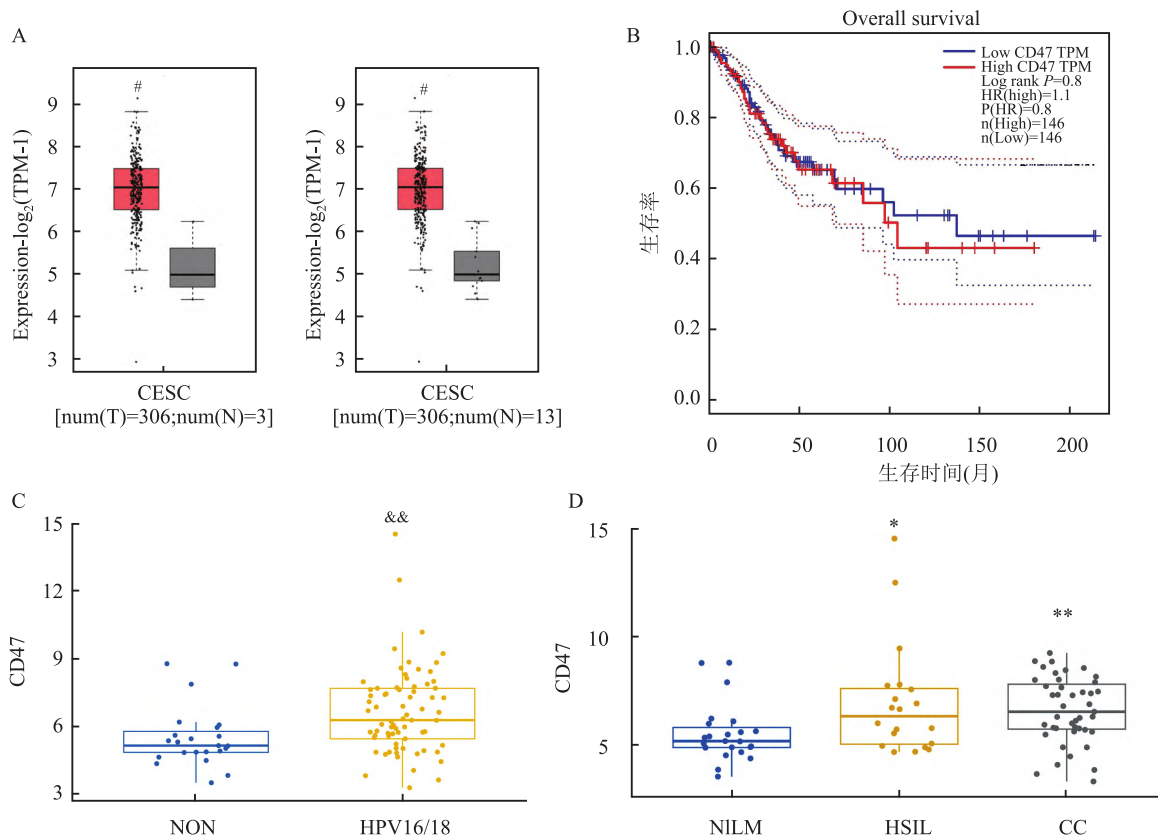 A
Expression-log₂(TPM-1)
9
8
7
6
5
4
3
#
CESC
[num(T)=306;num(N)=3]
Expression-log₂(TPM-1)
9
8
7
6
5
4
3
#
CESC
[num(T)=306;num(N)=13]
B
Overall survival
生存率
1.0
0.8
0.6
0.4
0.2
0.0
Low CD47 TPM
High CD47 TPM
Log rank P=0.8
HR(high)=1.1
P(HR)=0.8
n(High)=146
n(Low)=146
0 50 100 150 200
生存时间(月)
C
CD47
15
12
9
6
3
&&
NON HPV16/18
D
CD47
15
10
5
*
**
NILM HSIL CC